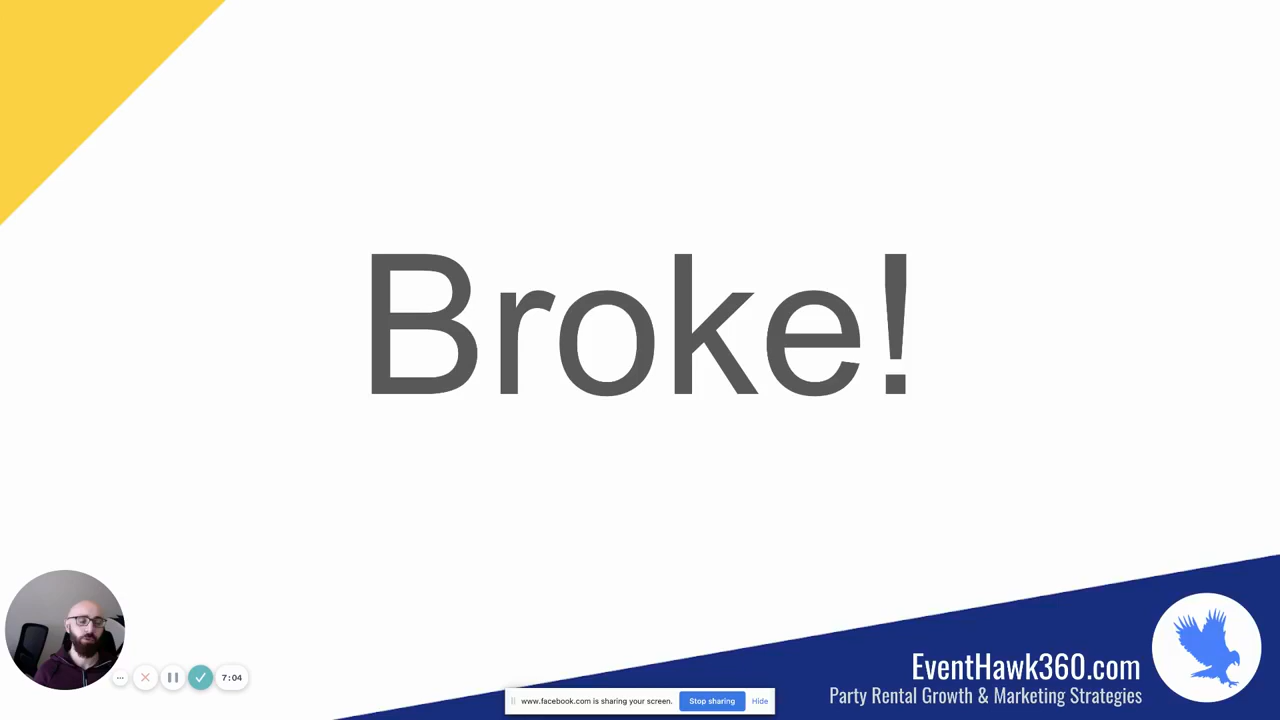 Broke!
EventHawk360.com
Party Rental Growth & Marketing Strategies
7:04
www.facebook.com is sharing your screen. Stop sharing Hide